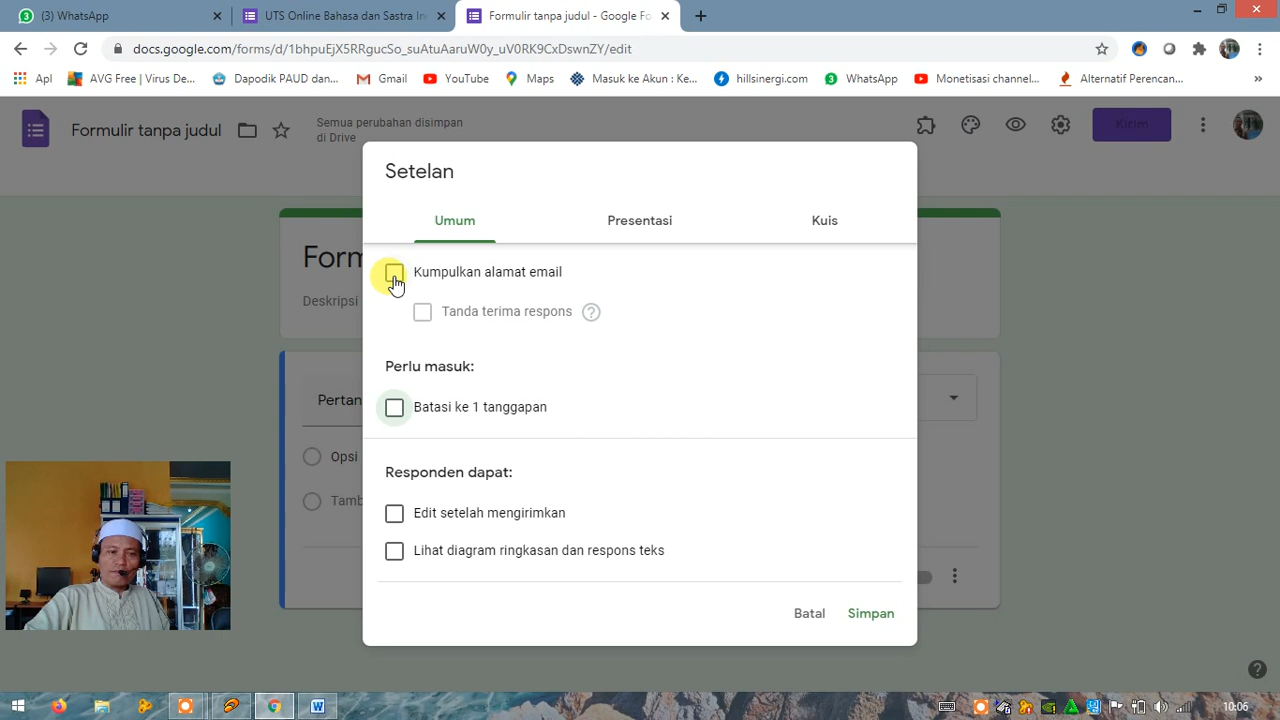 (3) WhatsApp
UTS Online Bahasa dan Sastra In
Formulir tanpa judul - Google Fo
docs.google.com/forms/d/1bhpuEjX5RRgucSo_suAtuAaruW0y_uV0RK9CxDswnZY/edit
Apl
AVG Free | Virus De...
Dapodik PAUD dan...
Gmail
YouTube
Maps
Masuk ke Akun : Ke...
hillsinergi.com
WhatsApp
Monetisasi channel...
Alternatif Perencan...
»
Formulir tanpa judul
Semua perubahan disimpan
di Drive
Kirim
Setelan
Umum
Presentasi
Kuis
Form
Deskripsi
Kumpulkan alamat email
Tanda terima respons
?
Perlu masuk:
Pertan
Batasi ke 1 tanggapan
Opsi
Responden dapat:
Tamb
Edit setelah mengirimkan
Lihat diagram ringkasan dan respons teks
Batal
Simpan
10:06